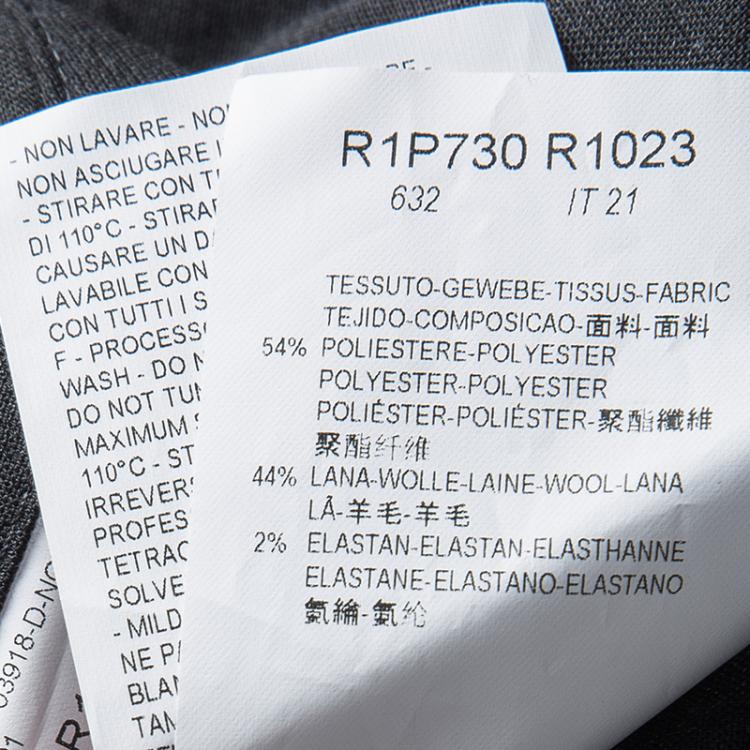 - NON LAVARE - NO
NON ASCIUGARE
- STIRARE CON
DI 110°C - STIRA
CAUSARE UN
LAVABILE CON
CON TUTTI I
F - PROCESS
WASH - DO
DO NOT
MAXIMUM
110°C - ST
IRREVER
PROFES
TETRAC
SOLVE
- MILD
NE
BLAN
TAM
03918-D-NO
R1P730 R1023
632 IT 21
TESSUTO-GEWEBE-TISSUS-FABRIC
TEJIDO-COMPOSICAO-面料-面料
54% POLIESTERE-POLYESTER
POLYESTER-POLYESTER
POLIÉSTER-POLIÉSTER-聚酯纖維
聚酯纤维
44% LANA-WOLLE-LAINE-WOOL-LANA
LÃ-羊毛-羊毛
2% ELASTAN-ELASTAN-ELASTHANNE
ELASTANE-ELASTANO-ELASTANO
氨綸-氨纶